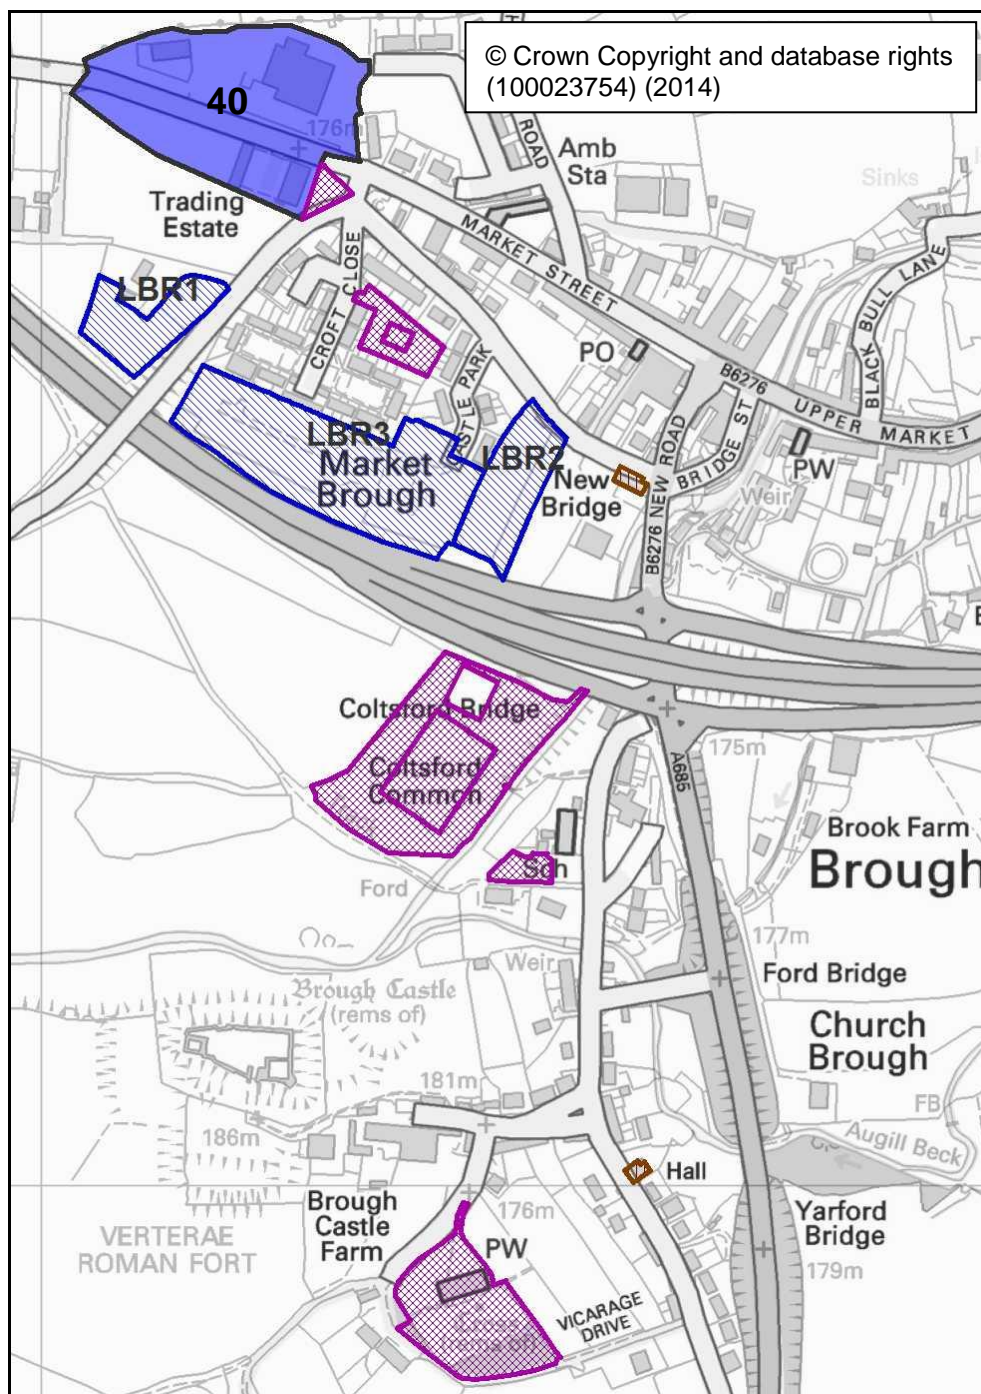 © Crown Copyright and database rights
(100023754) (2014)
40
176m
ROAD
Amb
Sta
Sinks
Trading
Estate
MARKET STREET
BLACK BULL LANE
LBR1
CROFT CLOSE
PO
B6276
UPPER MARKET
STLE PARK
LBR3
LBR2
Market
Brough
New
Bridge
B6276 NEW ROAD
BRIDGE ST
PW
Weir
Coltsford Bridge
Coltsford
Common
175m
A685
Brook Farm
Brough
Sch
Ford
177m
Weir
Ford Bridge
Brough Castle
(rems of)
Church
Brough
181m
FB
186m
Augill Beck
Hall
Brough
Castle
Farm
176m
Yarford
Bridge
VERTERAE
ROMAN FORT
PW
179m
VICARAGE
DRIVE